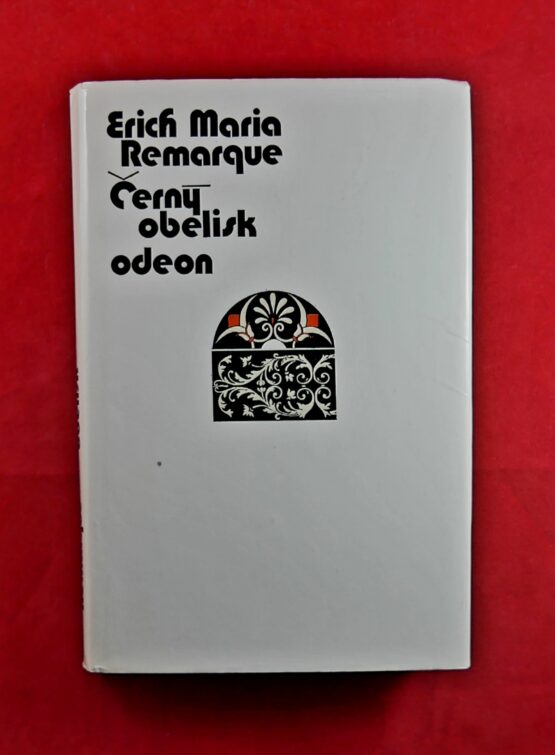 Erich Maria
Remarque
Černý
obelisk
odeon